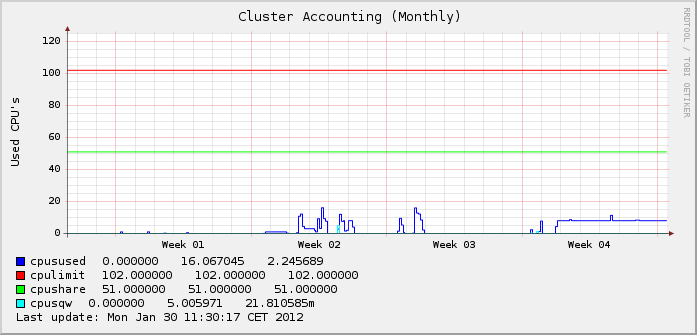 Cluster Accounting (Monthly)
RRDTOOL / TOBI OETIKER
Used CPU's
120
100
80
60
40
20
0
Week 01 Week 02 Week 03 Week 04
cpusused 0.000000 16.067045 2.245689
cpulimit 102.000000 102.000000 102.000000
cpushare 51.000000 51.000000 51.000000
cpusqw 0.000000 5.005971 21.810585m
Last update: Mon Jan 30 11:30:17 CET 2012